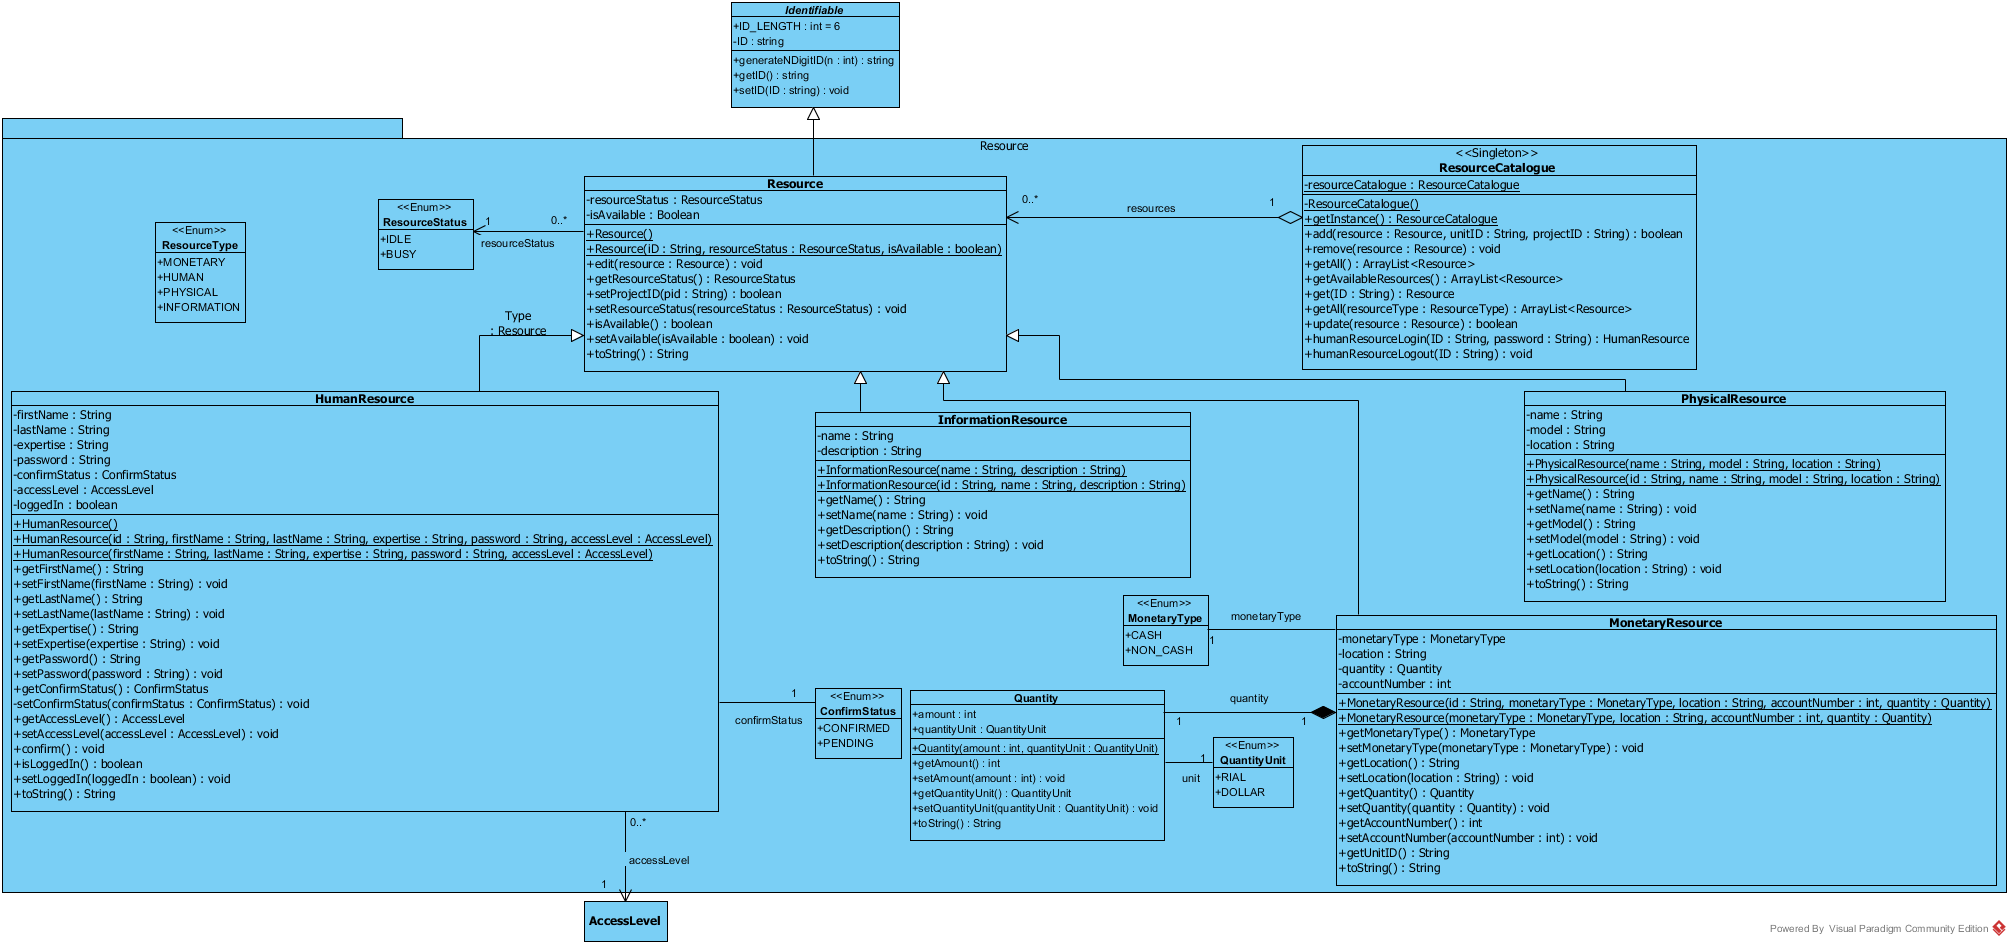 Identifiable
+ID_LENGTH : int = 6
-ID : string
+generateNDigitID(n : int) : string
+getID() : string
+setID(ID : string) : void
Resource
<<Enum>>
ResourceType
+MONETARY
+HUMAN
+PHYSICAL
+INFORMATION
<<Enum>>
ResourceStatus
+IDLE
+BUSY
1
0..*
resourceStatus
Resource
-resourceStatus : ResourceStatus
-isAvailable : Boolean
+Resource()
+Resource(iD : String, resourceStatus : ResourceStatus, isAvailable : boolean)
+edit(resource : Resource) : void
+getResourceStatus() : ResourceStatus
+setProjectID(pid : String) : boolean
+setResourceStatus(resourceStatus : ResourceStatus) : void
+isAvailable() : boolean
+setAvailable(isAvailable : boolean) : void
+toString() : String
0..*
resources
1
<<Singleton>>
ResourceCatalogue
-resourceCatalogue : ResourceCatalogue
-ResourceCatalogue()
+getInstance() : ResourceCatalogue
+add(resource : Resource, unitID : String, projectID : String) : boolean
+remove(resource : Resource) : void
+getAll() : ArrayList<Resource>
+getAvailableResources() : ArrayList<Resource>
+get(ID : String) : Resource
+getAll(resourceType : ResourceType) : ArrayList<Resource>
+update(resource : Resource) : boolean
+humanResourceLogin(ID : String, password : String) : HumanResource
+humanResourceLogout(ID : String) : void
Type
: Resource
HumanResource
-firstName : String
-lastName : String
-expertise : String
-password : String
-confirmStatus : ConfirmStatus
-accessLevel : AccessLevel
-loggedIn : boolean
+HumanResource()
+HumanResource(id : String, firstName : String, lastName : String, expertise : String, password : String, accessLevel : AccessLevel)
+HumanResource(firstName : String, lastName : String, expertise : String, password : String, accessLevel : AccessLevel)
+getFirstName() : String
+setFirstName(firstName : String) : void
+getLastName() : String
+setLastName(lastName : String) : void
+getExpertise() : String
+setExpertise(expertise : String) : void
+getPassword() : String
+setPassword(password : String) : void
+getConfirmStatus() : ConfirmStatus
-setConfirmStatus(confirmStatus : ConfirmStatus) : void
+getAccessLevel() : AccessLevel
+setAccessLevel(accessLevel : AccessLevel) : void
+confirm() : void
+isLoggedIn() : boolean
+setLoggedIn(loggedIn : boolean) : void
+toString() : String
InformationResource
-name : String
-description : String
+InformationResource(name : String, description : String)
+InformationResource(id : String, name : String, description : String)
+getName() : String
+setName(name : String) : void
+getDescription() : String
+setDescription(description : String) : void
+toString() : String
PhysicalResource
-name : String
-model : String
-location : String
+PhysicalResource(name : String, model : String, location : String)
+PhysicalResource(id : String, name : String, model : String, location : String)
+getName() : String
+setName(name : String) : void
+getModel() : String
+setModel(model : String) : void
+getLocation() : String
+setLocation(location : String) : void
+toString() : String
<<Enum>>
MonetaryType
+CASH
+NON_CASH
monetaryType
1
MonetaryResource
-monetaryType : MonetaryType
-location : String
-quantity : Quantity
-accountNumber : int
+MonetaryResource(id : String, monetaryType : MonetaryType, location : String, accountNumber : int, quantity : Quantity)
+MonetaryResource(monetaryType : MonetaryType, location : String, accountNumber : int, quantity : Quantity)
+getMonetaryType() : MonetaryType
+setMonetaryType(monetaryType : MonetaryType) : void
+getLocation() : String
+setLocation(location : String) : void
+getQuantity() : Quantity
+setQuantity(quantity : Quantity) : void
+getAccountNumber() : int
+setAccountNumber(accountNumber : int) : void
+getUnitID() : String
+toString() : String
1
confirmStatus
<<Enum>>
ConfirmStatus
+CONFIRMED
+PENDING
Quantity
+amount : int
+quotityUnit : QuantityUnit
+Quantity(amount : int, quantityUnit : QuantityUnit)
+getAmount() : int
+setAmount(amount : int) : void
+getQuantityUnit() : QuantityUnit
+setQuantityUnit(quantityUnit : QuantityUnit) : void
+toString() : String
quantity
1
1
1
unit
<<Enum>>
QuantityUnit
+RIAL
+DOLLAR
0..*
accessLevel
1
AccessLevel
Powered By Visual Paradigm Community Edition